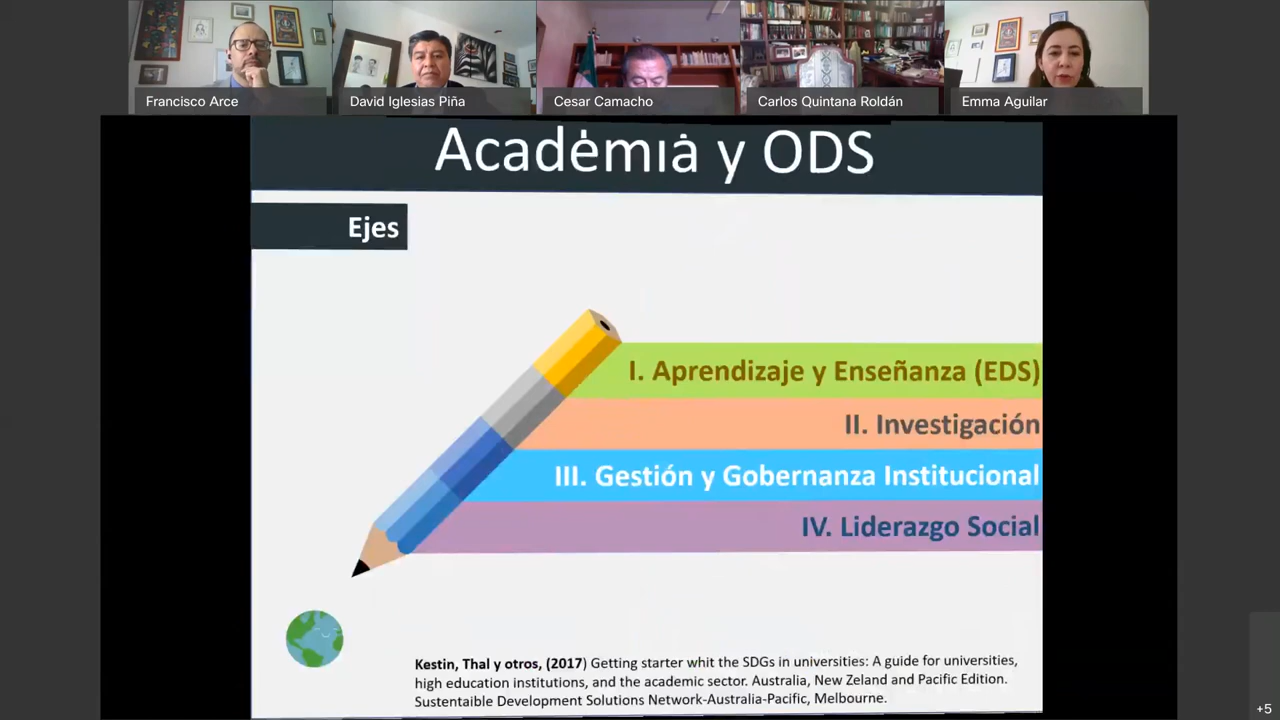 Francisco Arce
David Iglesias Piña
Cesar Camacho
Carlos Quintana Roldán
Emma Aguilar
Academia y ODS
Ejes
I. Aprendizaje y Enseñanza (EDS)
II. Investigación
III. Gestión y Gobernanza Institucional
IV. Liderazgo Social
Kestin, Thal y otros, (2017) Getting starter whit the SDGs in universities: A guide for universities,
high education institutions, and the academic sector. Australia, New Zeland and Pacific Edition.
Sustentaible Development Solutions Network-Australia-Pacific, Melbourne.
+5